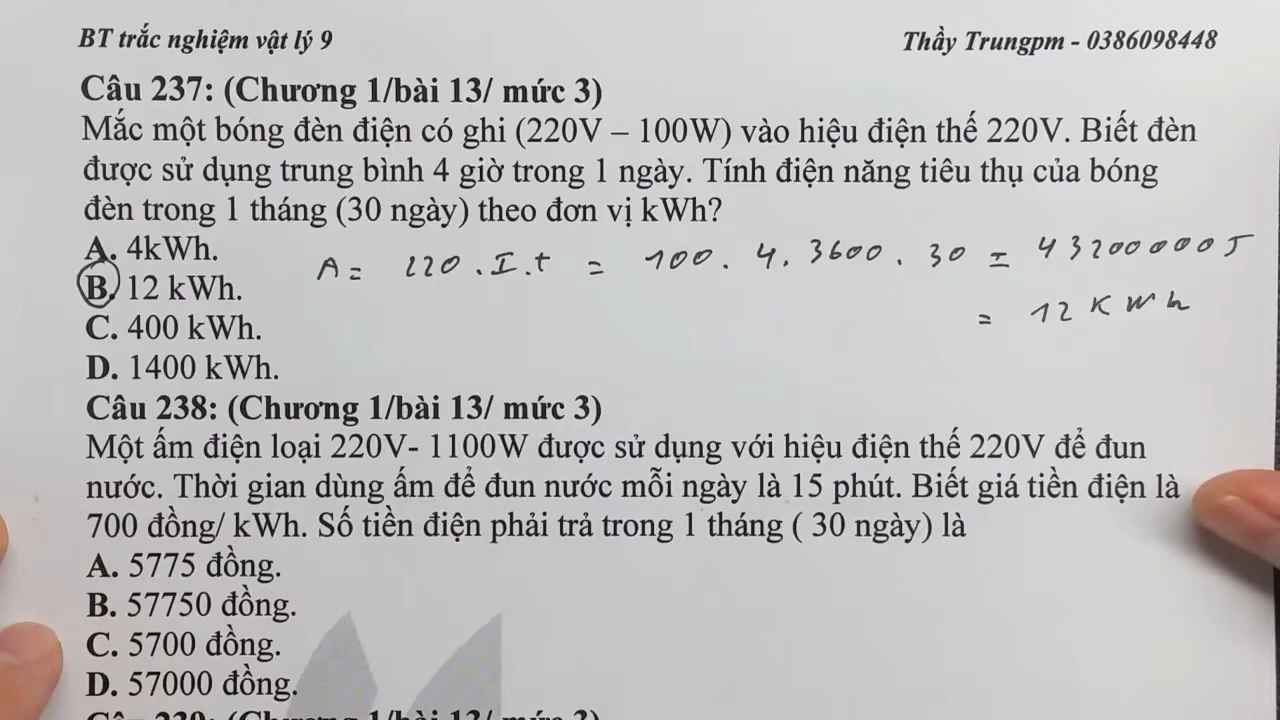 BT trắc nghiệm vật lý 9
Thầy Trungpm - 0386098448
Câu 237: (Chương 1/bài 13/ mức 3)
Mắc một bóng đèn điện có ghi (220V – 100W) vào hiệu điện thế 220V. Biết đèn
được sử dụng trung bình 4 giờ trong 1 ngày. Tính điện năng tiêu thụ của bóng
đèn trong 1 tháng (30 ngày) theo đơn vị kWh?
A. 4kWh.
A = 220 . I . t = 100 . 4 . 3600 . 30 = 43200000J
B. 12 kWh.
= 12 KWh
C. 400 kWh.
D. 1400 kWh.
Câu 238: (Chương 1/bài 13/ mức 3)
Một ấm điện loại 220V- 1100W được sử dụng với hiệu điện thế 220V để đun
nước. Thời gian dùng ấm để đun nước mỗi ngày là 15 phút. Biết giá tiền điện là
700 đồng/ kWh. Số tiền điện phải trả trong 1 tháng ( 30 ngày) là
A. 5775 đồng.
B. 57750 đồng.
C. 5700 đồng.
D. 57000 đồng.